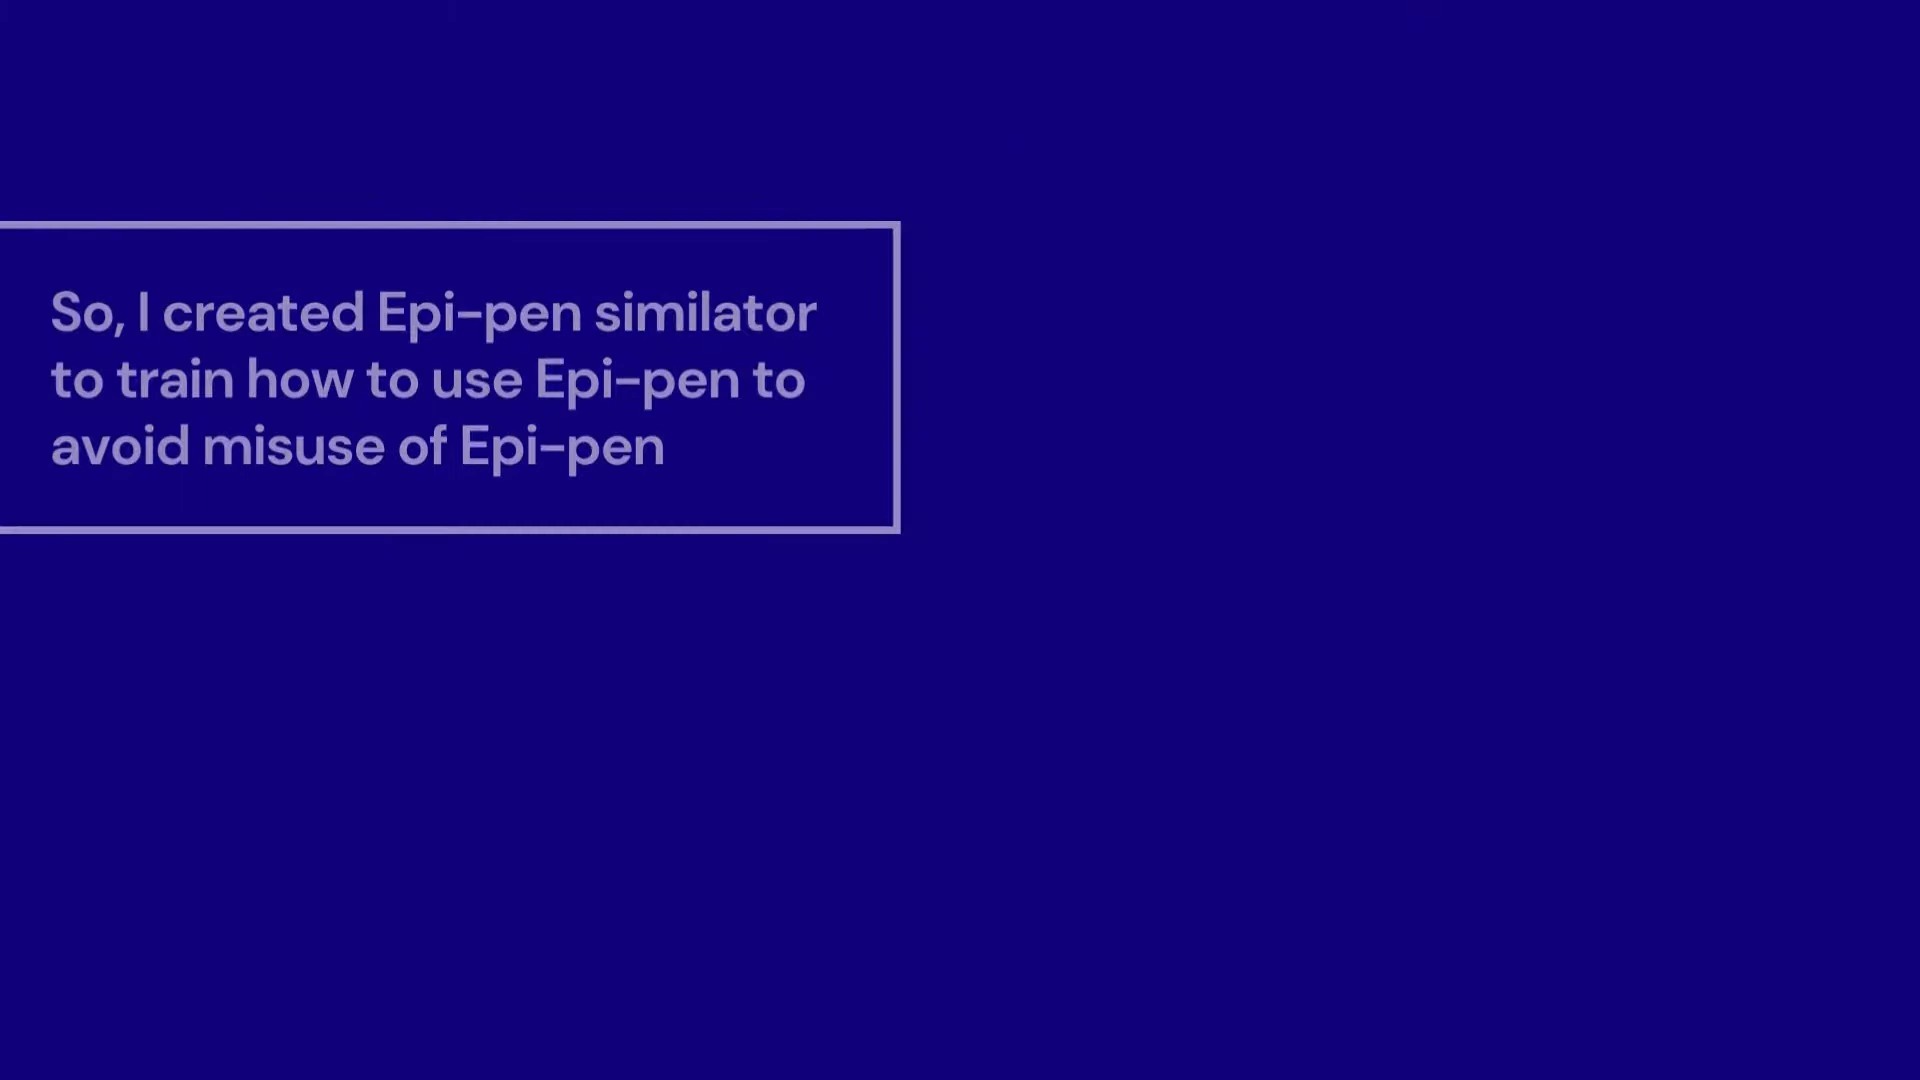 So, I created Epi-pen similator
to train how to use Epi-pen to
avoid misuse of Epi-pen